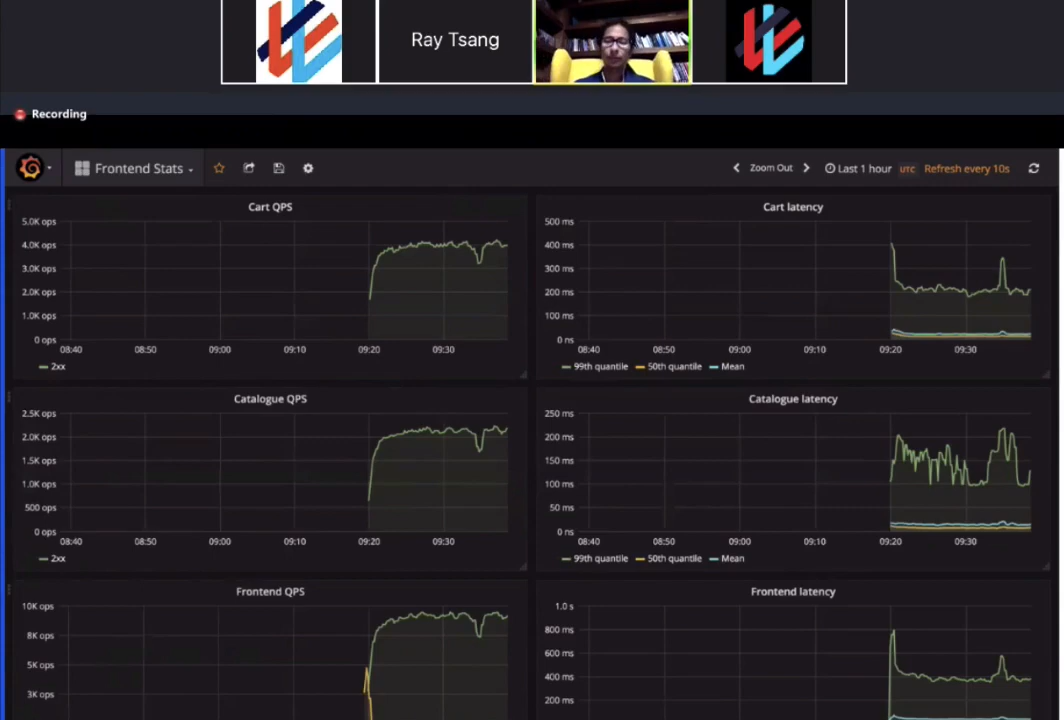 Ray Tsang
Recording
Frontend Stats
Zoom Out
Last 1 hour
UTC
Refresh every 10s
Cart QPS
5.0K ops
4.0K ops
3.0K ops
2.0K ops
1.0K ops
0 ops
08:40 08:50 09:00 09:10 09:20 09:30
2xx
Cart latency
500 ms
400 ms
300 ms
200 ms
100 ms
0 ns
08:40 08:50 09:00 09:10 09:20 09:30
99th quantile 50th quantile Mean
Catalogue QPS
2.5K ops
2.0K ops
1.5K ops
1.0K ops
500 ops
0 ops
08:40 08:50 09:00 09:10 09:20 09:30
2xx
Catalogue latency
250 ms
200 ms
150 ms
100 ms
50 ms
0 ns
08:40 08:50 09:00 09:10 09:20 09:30
99th quantile 50th quantile Mean
Frontend QPS
10K ops
8K ops
5K ops
3K ops
Frontend latency
1.0 s
800 ms
600 ms
400 ms
200 ms